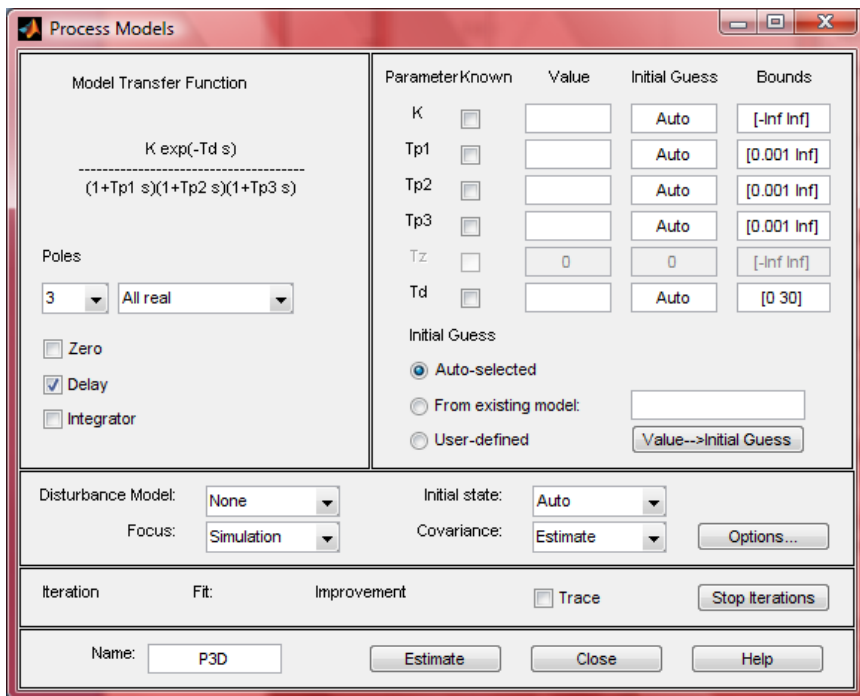 Process Models
Model Transfer Function
K exp(-Td s)
-------------------------------------
(1+Tp1 s)(1+Tp2 s)(1+Tp3 s)
Poles
3 All real
Zero
Delay
Integrator
Parameter Known Value Initial Guess Bounds
K Auto [-Inf Inf]
Tp1 Auto [0.001 Inf]
Tp2 Auto [0.001 Inf]
Tp3 Auto [0.001 Inf]
Tz 0 0 [-Inf Inf]
Td Auto [0 30]
Initial Guess
Auto-selected
From existing model:
User-defined Value-->Initial Guess
Disturbance Model: None Initial state: Auto
Focus: Simulation Covariance: Estimate Options...
Iteration Fit: Improvement Trace Stop Iterations
Name: P3D Estimate Close Help